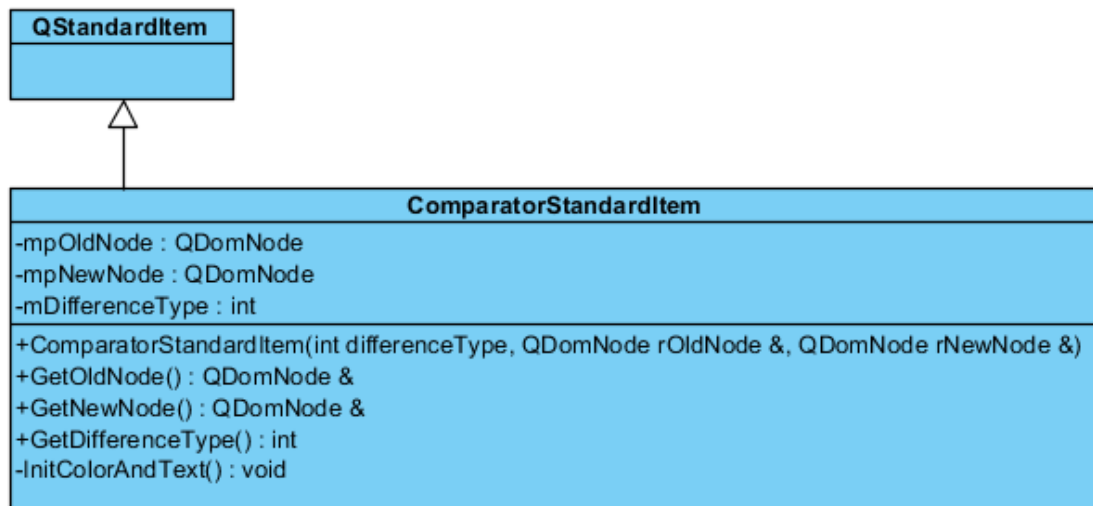 QStandardItem
ComparatorStandardItem
-mpOldNode : QDomNode
-mpNewNode : QDomNode
-mDifferenceType : int
+ComparatorStandardItem(int differenceType, QDomNode rOldNode &, QDomNode rNewNode &)
+GetOldNode() : QDomNode &
+GetNewNode() : QDomNode &
+GetDifferenceType() : int
-InitColorAndText() : void